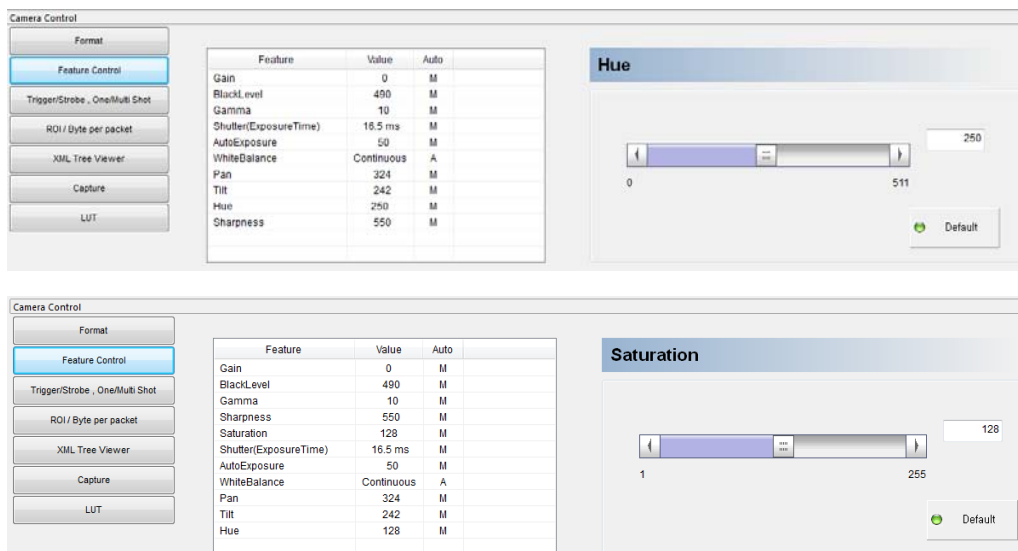 Camera Control
Format
Feature Control
Trigger/Strobe , One/Multi Shot
ROI / Byte per packet
XML Tree Viewer
Capture
LUT
Feature Value Auto
Gain 0 M
BlackLevel 490 M
Gamma 10 M
Shutter(ExposureTime) 16.5 ms M
AutoExposure 50 M
WhiteBalance Continuous A
Pan 324 M
Tilt 242 M
Hue 250 M
Sharpness 550 M
Hue
250
0 511
Default
Camera Control
Format
Feature Control
Trigger/Strobe , One/Multi Shot
ROI / Byte per packet
XML Tree Viewer
Capture
LUT
Feature Value Auto
Gain 0 M
BlackLevel 490 M
Gamma 10 M
Sharpness 550 M
Saturation 128 M
Shutter(ExposureTime) 16.5 ms M
AutoExposure 50 M
WhiteBalance Continuous A
Pan 324 M
Tilt 242 M
Hue 128 M
Saturation
128
1 255
Default